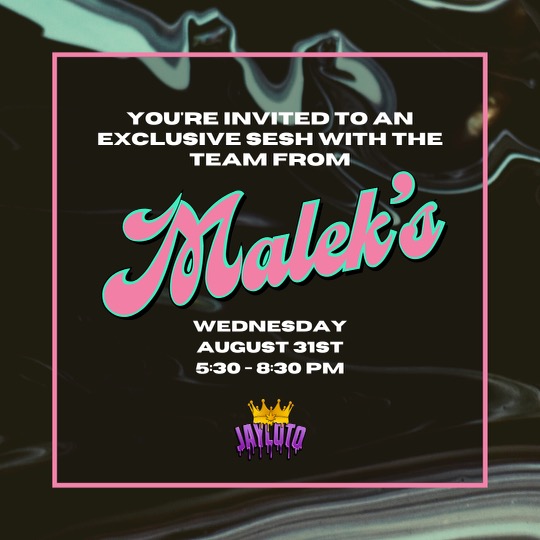 YOU'RE INVITED TO AN
EXCLUSIVE SESH WITH THE
TEAM FROM
Malek's
WEDNESDAY
AUGUST 31ST
5:30 - 8:30 PM
JAYLOTO